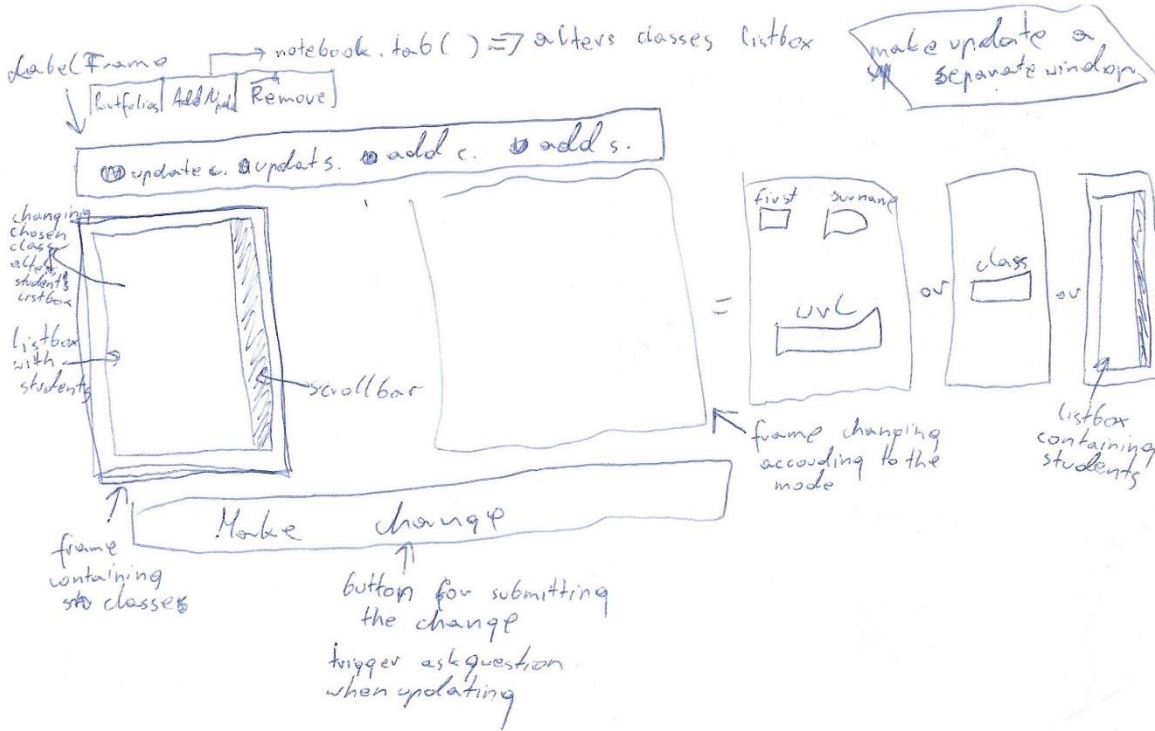 notebook.tab() => alters classes listbox
make update a
separate window
LabelFrame
Portfolios Add/Upd Remove
update c. updat s. add c. add s.
changing
chosen
class
alters
students
listbox
listbox
with
students
scrollbar
first surname
url
=
or
class
or
frame changing
according to the
mode
listbox
containing
students
Make change
frame
containing
classes
button for submitting
the change
trigger askquestion
when updating